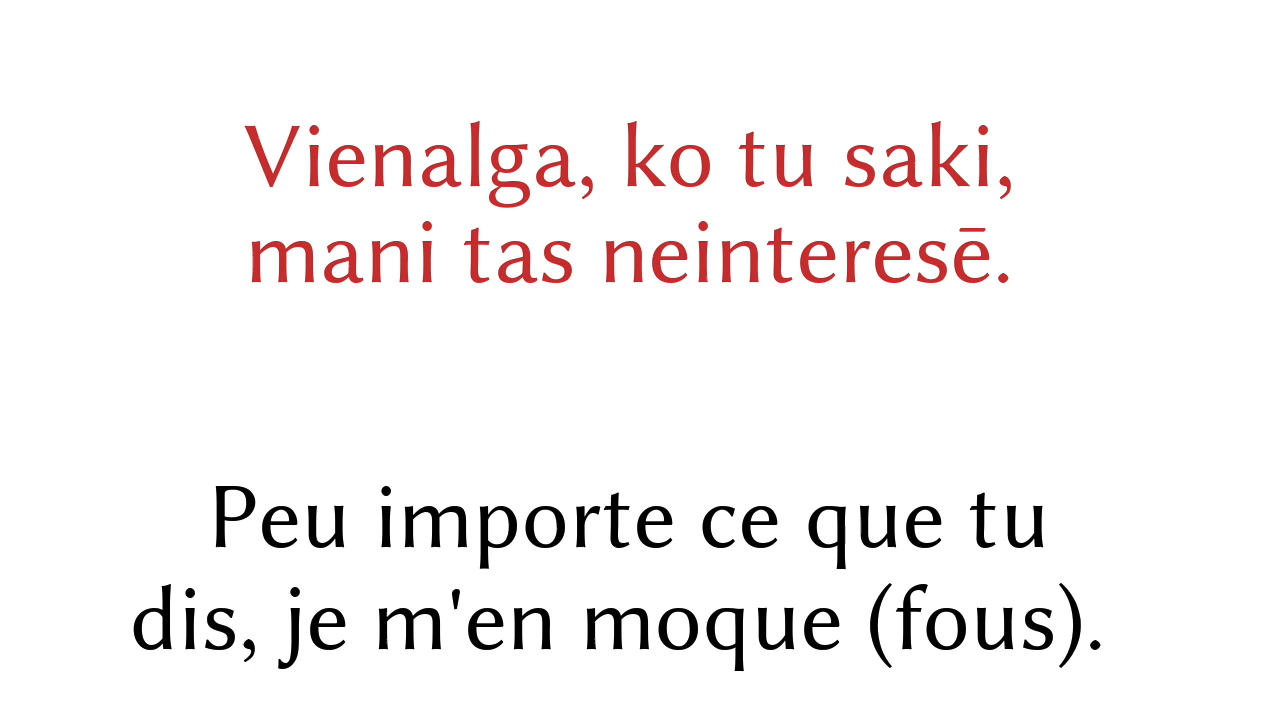 Vienalga, ko tu saki,
mani tas neinteresē.
Peu importe ce que tu
dis, je m'en moque (fous).